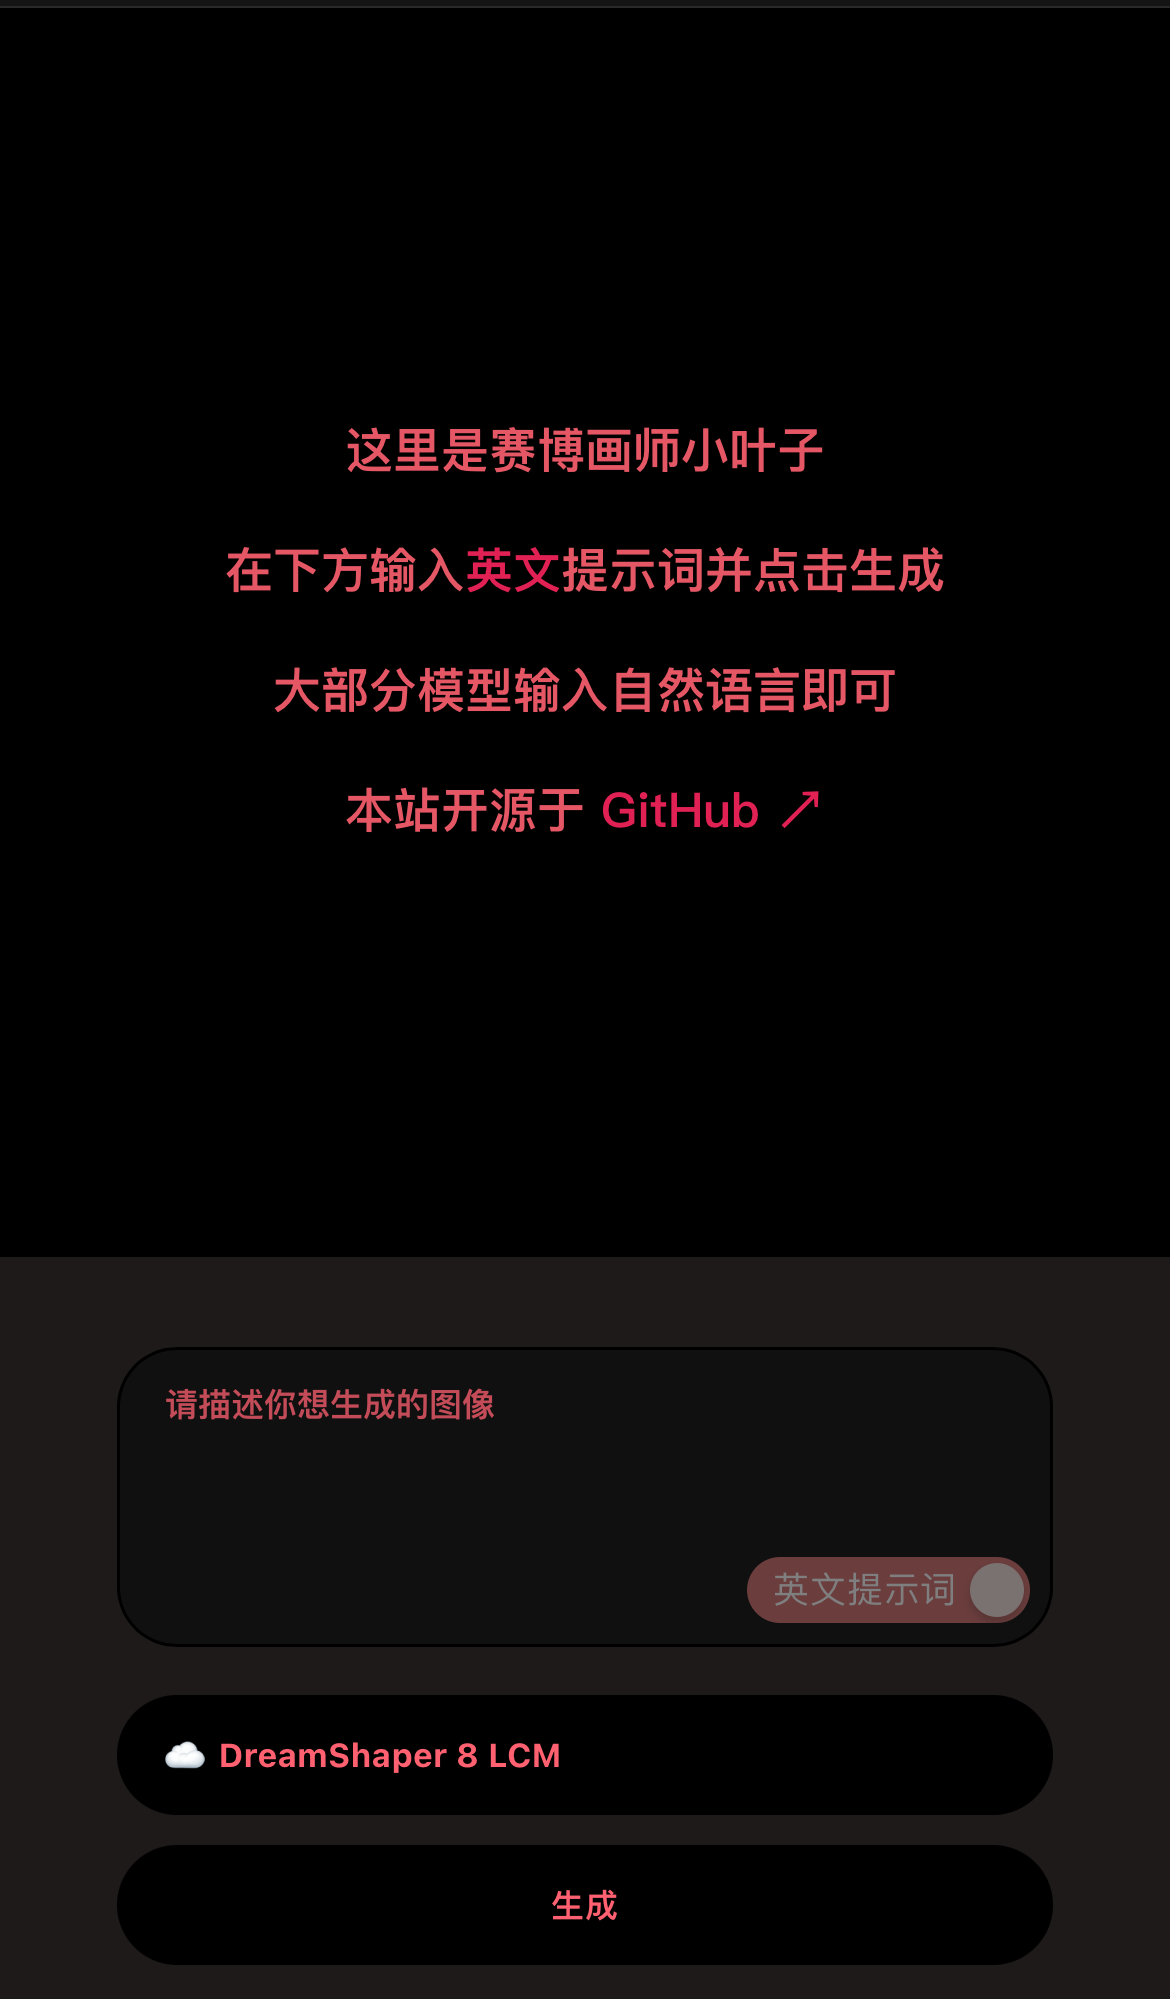 这里是赛博画师小叶子
在下方输入英文提示词并点击生成
大部分模型输入自然语言即可
本站开源于 GitHub ↗
请描述你想生成的图像
英文提示词
☁️ DreamShaper 8 LCM
生成